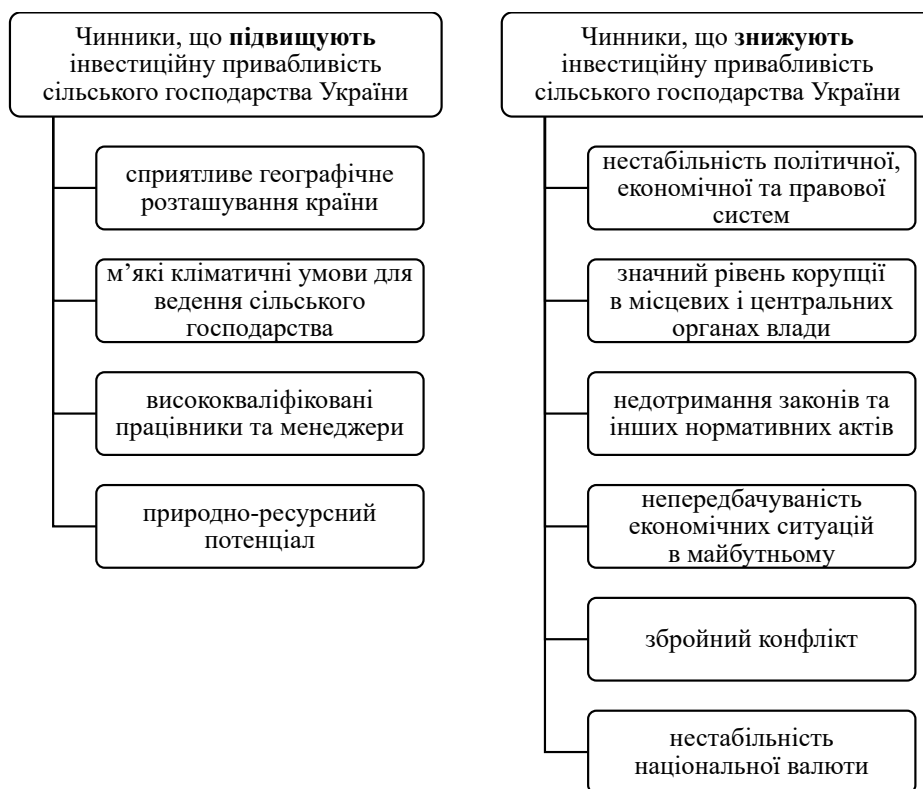 Чинники, що підвищують
інвестиційну привабливість
сільського господарства України
сприятливе географічне
розташування країни
м’які кліматичні умови для
ведення сільського
господарства
висококваліфіковані
працівники та менеджери
природно-ресурсний
потенціал
Чинники, що знижують
інвестиційну привабливість
сільського господарства України
нестабільність політичної,
економічної та правової
систем
значний рівень корупції
в місцевих і центральних
органах влади
недотримання законів та
інших нормативних актів
непередбачуваність
економічних ситуацій
в майбутньому
збройний конфлікт
нестабільність
національної валюти